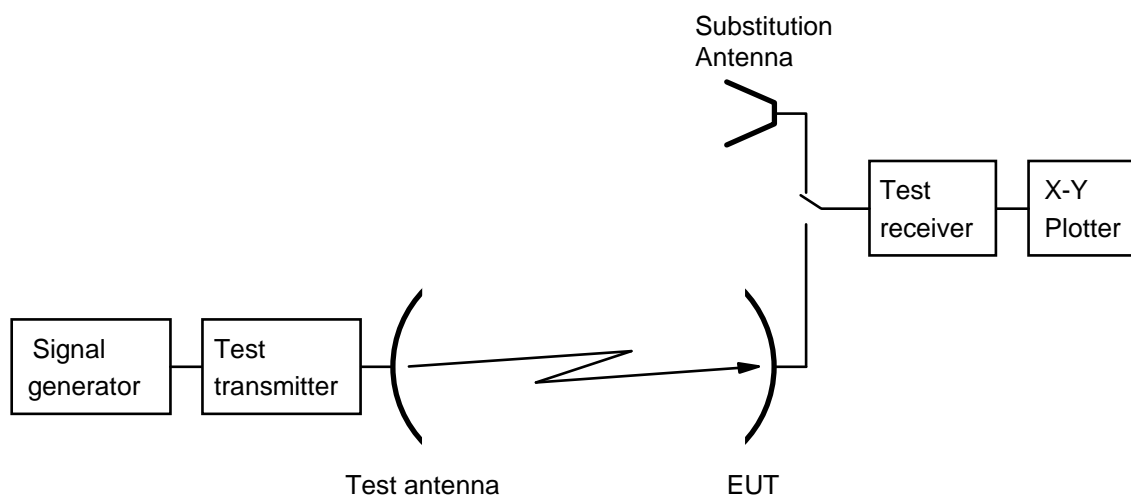 Substitution
Antenna
Test
receiver
X-Y
Plotter
Signal
generator
Test
transmitter
Test antenna
EUT